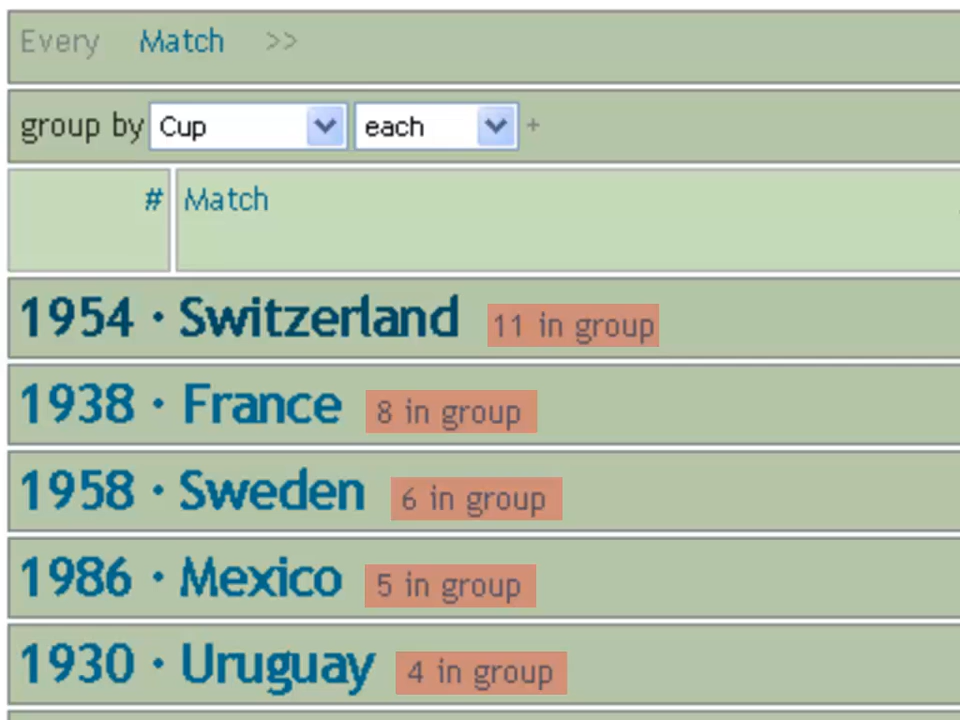 Every Match >>
group by Cup each +
# Match
1954 · Switzerland 11 in group
1938 · France 8 in group
1958 · Sweden 6 in group
1986 · Mexico 5 in group
1930 · Uruguay 4 in group